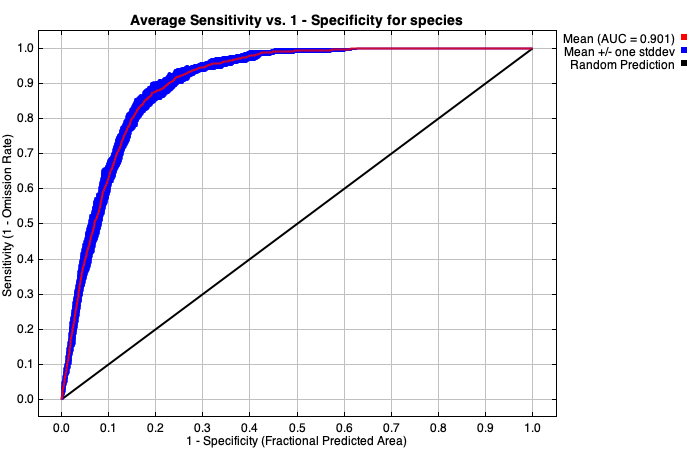 Average Sensitivity vs. 1 - Specificity for species
Mean (AUC = 0.901)
Mean +/- one stddev
Random Prediction
Sensitivity (1 - Omission Rate)
1.0
0.9
0.8
0.7
0.6
0.5
0.4
0.3
0.2
0.1
0.0
0.0 0.1 0.2 0.3 0.4 0.5 0.6 0.7 0.8 0.9 1.0
1 - Specificity (Fractional Predicted Area)